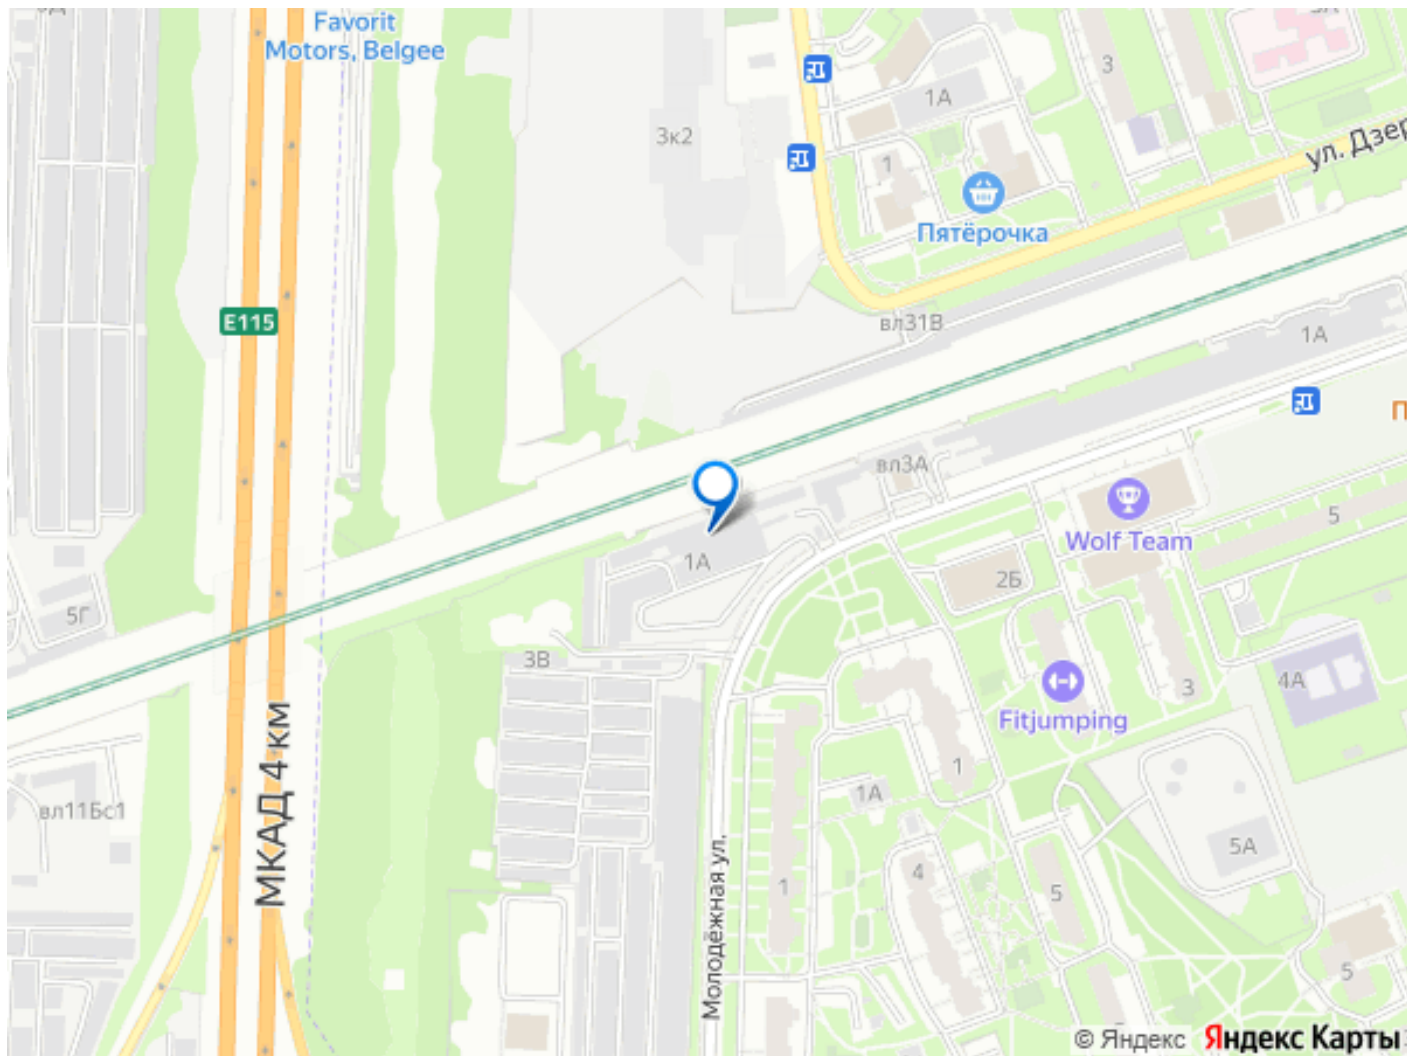 Favorit
Motors, Belgee
3
1А
3к2
1
ул. Дзер
Пятёрочка
E115
вл31В
1А
вл3А
Wolf Team
5
1А
2Б
5Г
3В
3
4А
Fitjumping
МКАД 4 км
1
вл11Бс1
1А
5А
4
Молодёжная ул.
1
5
5
© Яндекс Яндекс Карты